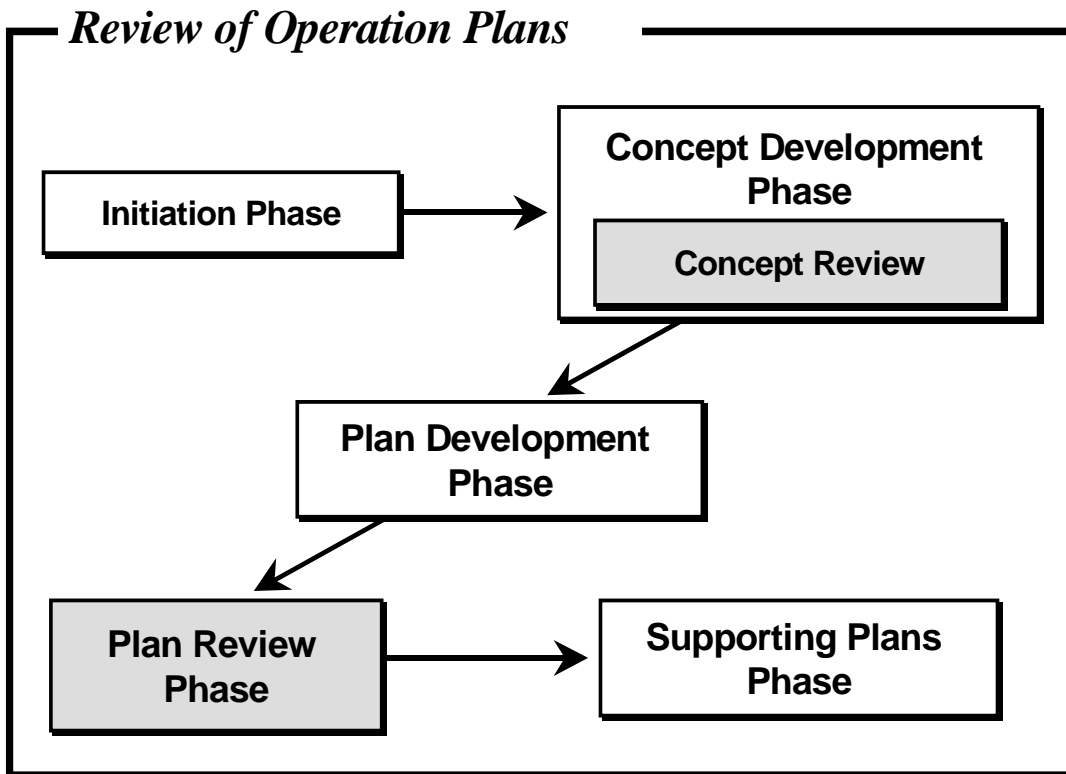 Review of Operation Plans
Initiation Phase
Concept Development
Phase
Concept Review
Plan Development
Phase
Plan Review
Phase
Supporting Plans
Phase